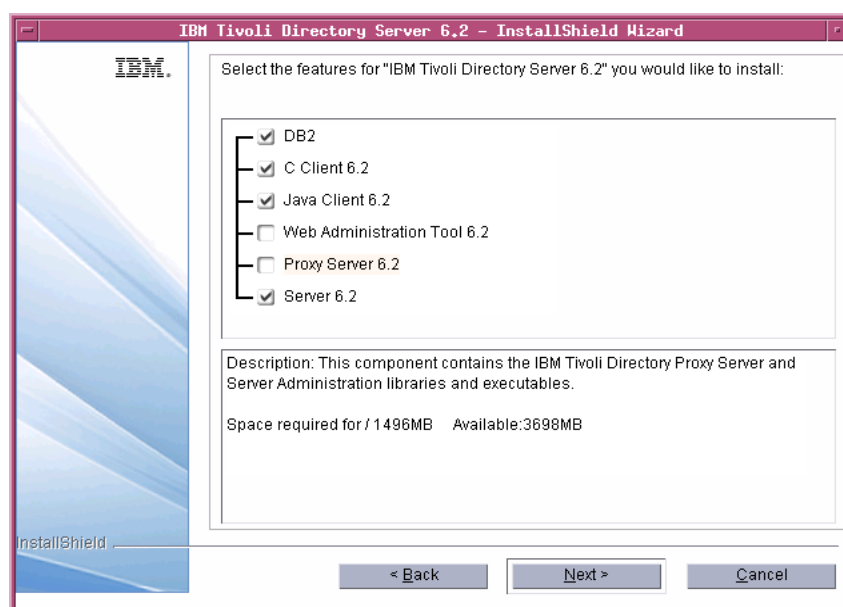 IBM Tivoli Directory Server 6.2 - InstallShield Wizard
IBM.
Select the features for "IBM Tivoli Directory Server 6.2" you would like to install:
DB2
C Client 6.2
Java Client 6.2
Web Administration Tool 6.2
Proxy Server 6.2
Server 6.2
Description: This component contains the IBM Tivoli Directory Proxy Server and
Server Administration libraries and executables.
Space required for / 1496MB Available:3698MB
InstallShield
< Back
Next >
Cancel